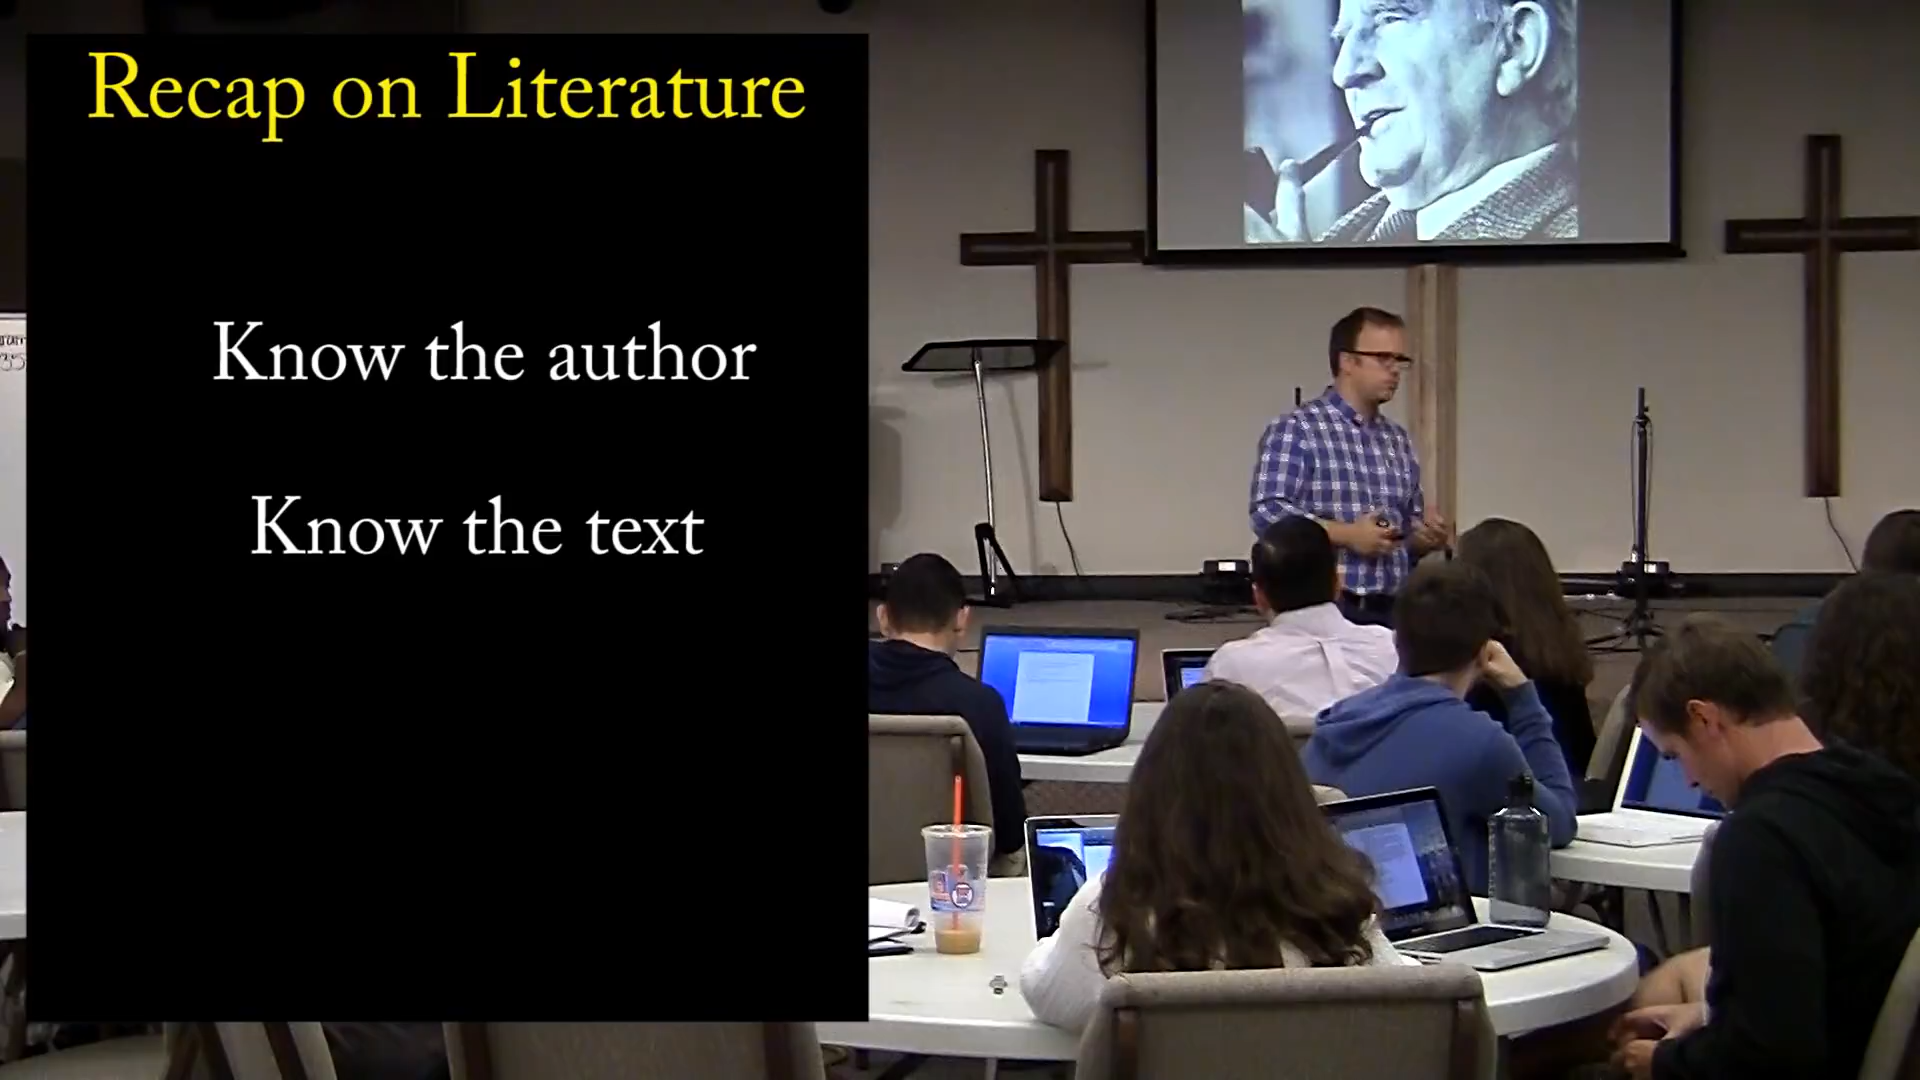 Recap on Literature
Know the author
Know the text